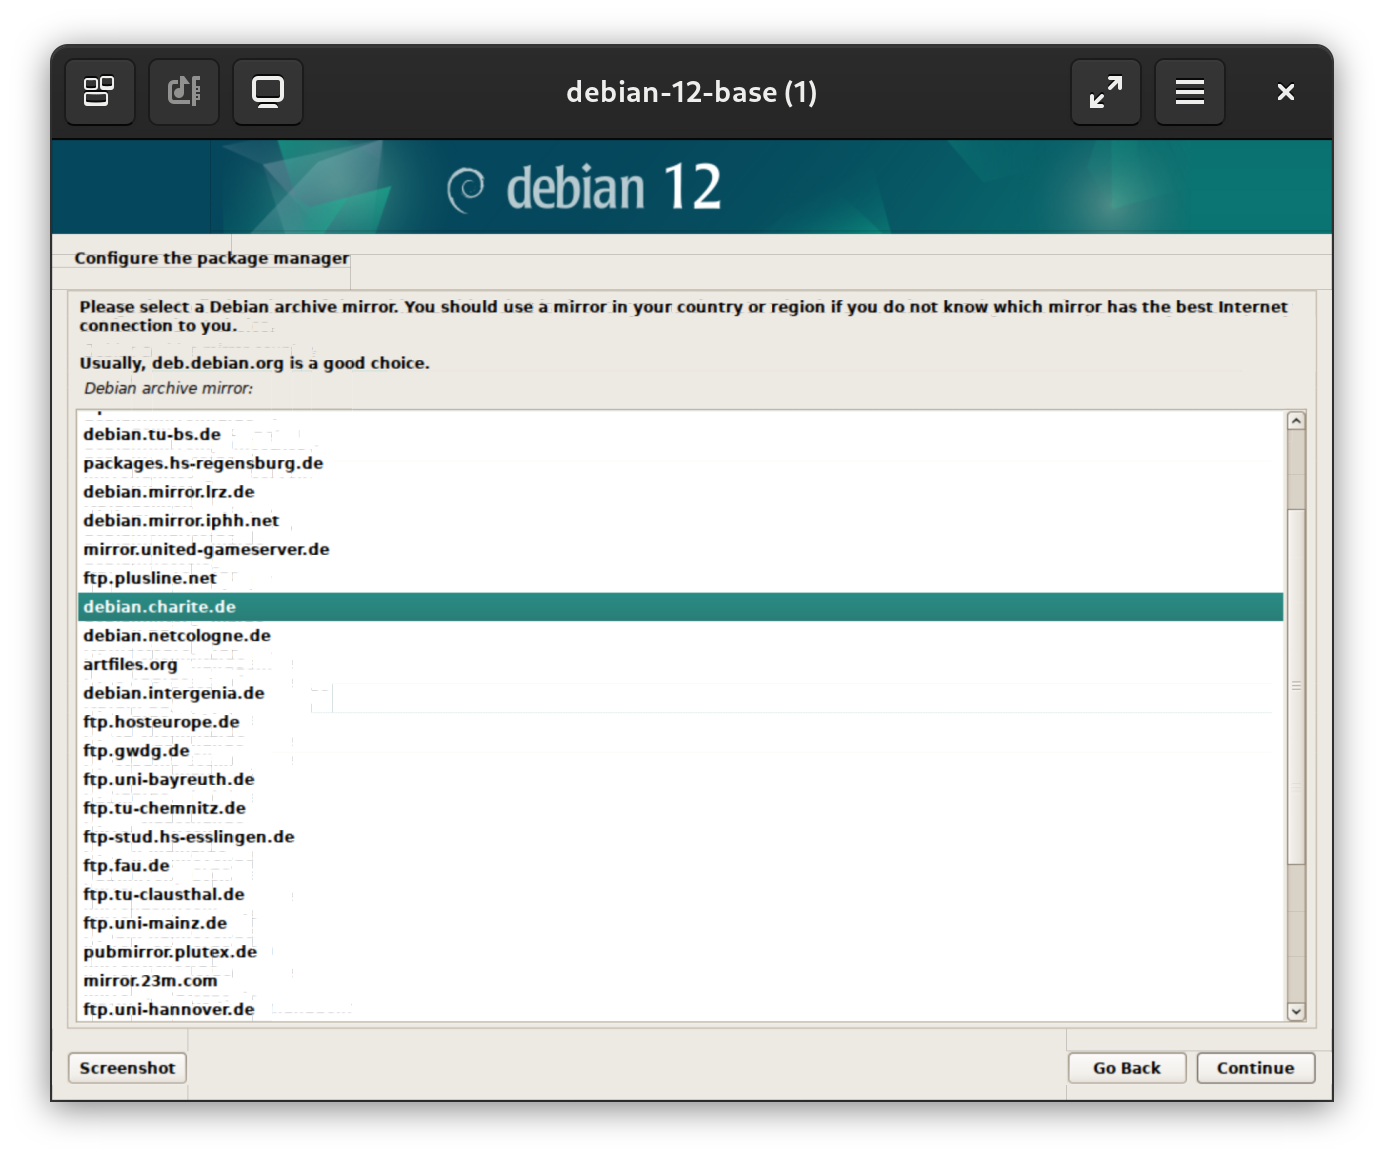 debian-12-base (1)
debian 12
Configure the package manager
Please select a Debian archive mirror. You should use a mirror in your country or region if you do not know which mirror has the best Internet
connection to you.
Usually, deb.debian.org is a good choice.
Debian archive mirror:
debian.tu-bs.de
packages.hs-regensburg.de
debian.mirror.lrz.de
debian.mirror.iphh.net
mirror.united-gameserver.de
ftp.plusline.net
debian.charite.de
debian.netcologne.de
artfiles.org
debian.intergenia.de
ftp.hosteurope.de
ftp.gwdg.de
ftp.uni-bayreuth.de
ftp.tu-chemnitz.de
ftp-stud.hs-esslingen.de
ftp.fau.de
ftp.tu-clausthal.de
ftp.uni-mainz.de
pubmirror.plutex.de
mirror.23m.com
ftp.uni-hannover.de
Screenshot
Go Back
Continue